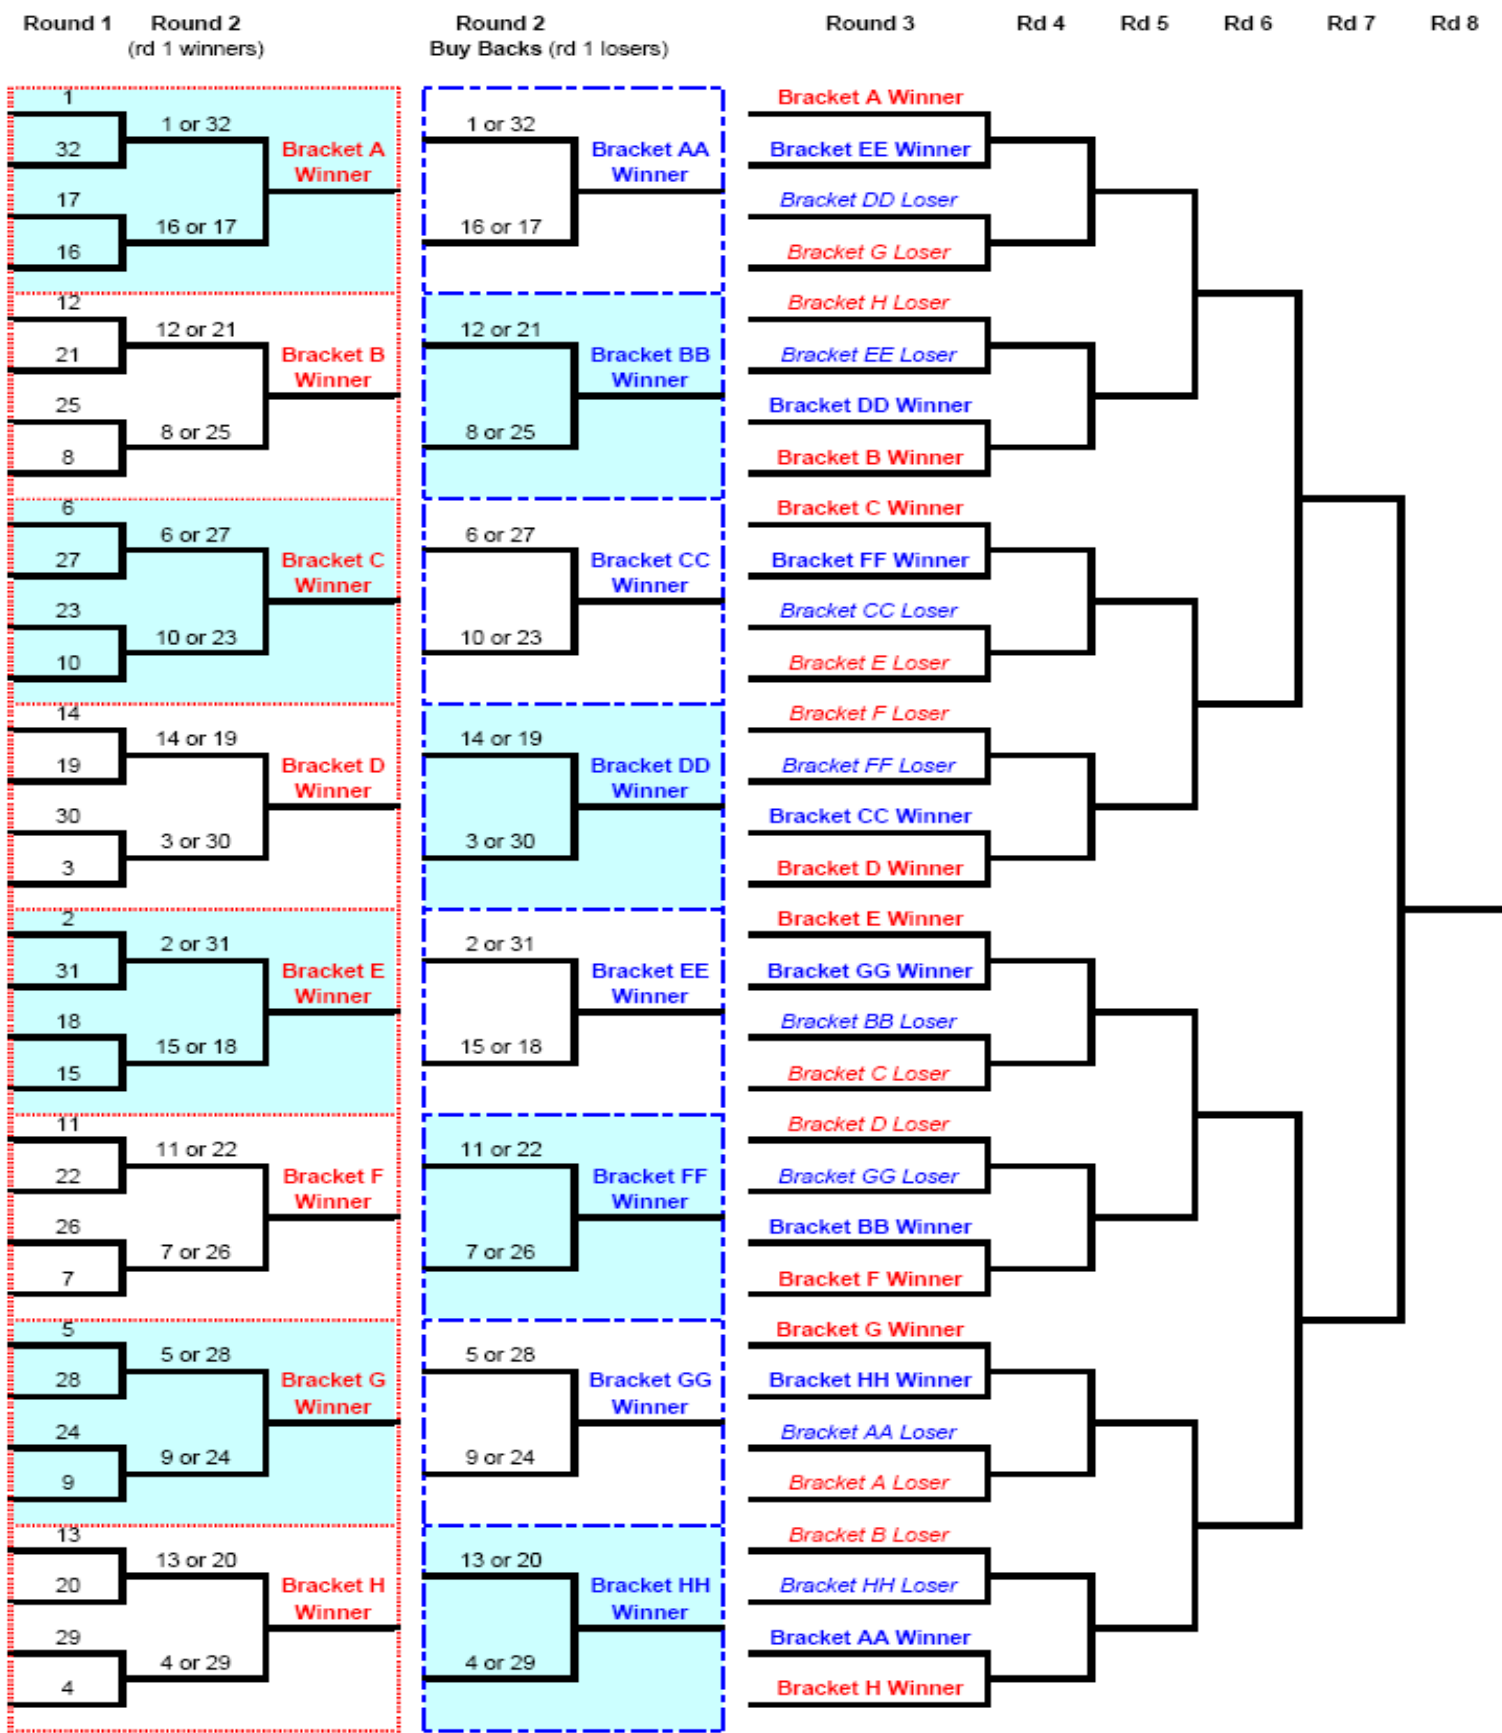 Round 1
Round 2
(rd 1 winners)
Round 2
Buy Backs (rd 1 losers)
Round 3
Rd 4
Rd 5
Rd 6
Rd 7
Rd 8
1
32
17
16
1 or 32
16 or 17
Bracket A
Winner
12
21
25
8
12 or 21
8 or 25
Bracket B
Winner
6
27
23
10
6 or 27
10 or 23
Bracket C
Winner
14
19
30
3
14 or 19
3 or 30
Bracket D
Winner
2
31
18
15
2 or 31
15 or 18
Bracket E
Winner
11
22
26
7
11 or 22
7 or 26
Bracket F
Winner
5
28
24
9
5 or 28
9 or 24
Bracket G
Winner
13
20
29
4
13 or 20
4 or 29
Bracket H
Winner
1 or 32
16 or 17
Bracket AA
Winner
12 or 21
8 or 25
Bracket BB
Winner
6 or 27
10 or 23
Bracket CC
Winner
14 or 19
3 or 30
Bracket DD
Winner
2 or 31
15 or 18
Bracket EE
Winner
11 or 22
7 or 26
Bracket FF
Winner
5 or 28
9 or 24
Bracket GG
Winner
13 or 20
4 or 29
Bracket HH
Winner
Bracket A Winner
Bracket EE Winner
Bracket DD Loser
Bracket G Loser
Bracket H Loser
Bracket EE Loser
Bracket DD Winner
Bracket B Winner
Bracket C Winner
Bracket FF Winner
Bracket CC Loser
Bracket E Loser
Bracket F Loser
Bracket FF Loser
Bracket CC Winner
Bracket D Winner
Bracket E Winner
Bracket GG Winner
Bracket BB Loser
Bracket C Loser
Bracket D Loser
Bracket GG Loser
Bracket BB Winner
Bracket F Winner
Bracket G Winner
Bracket HH Winner
Bracket AA Loser
Bracket A Loser
Bracket B Loser
Bracket HH Loser
Bracket AA Winner
Bracket H Winner